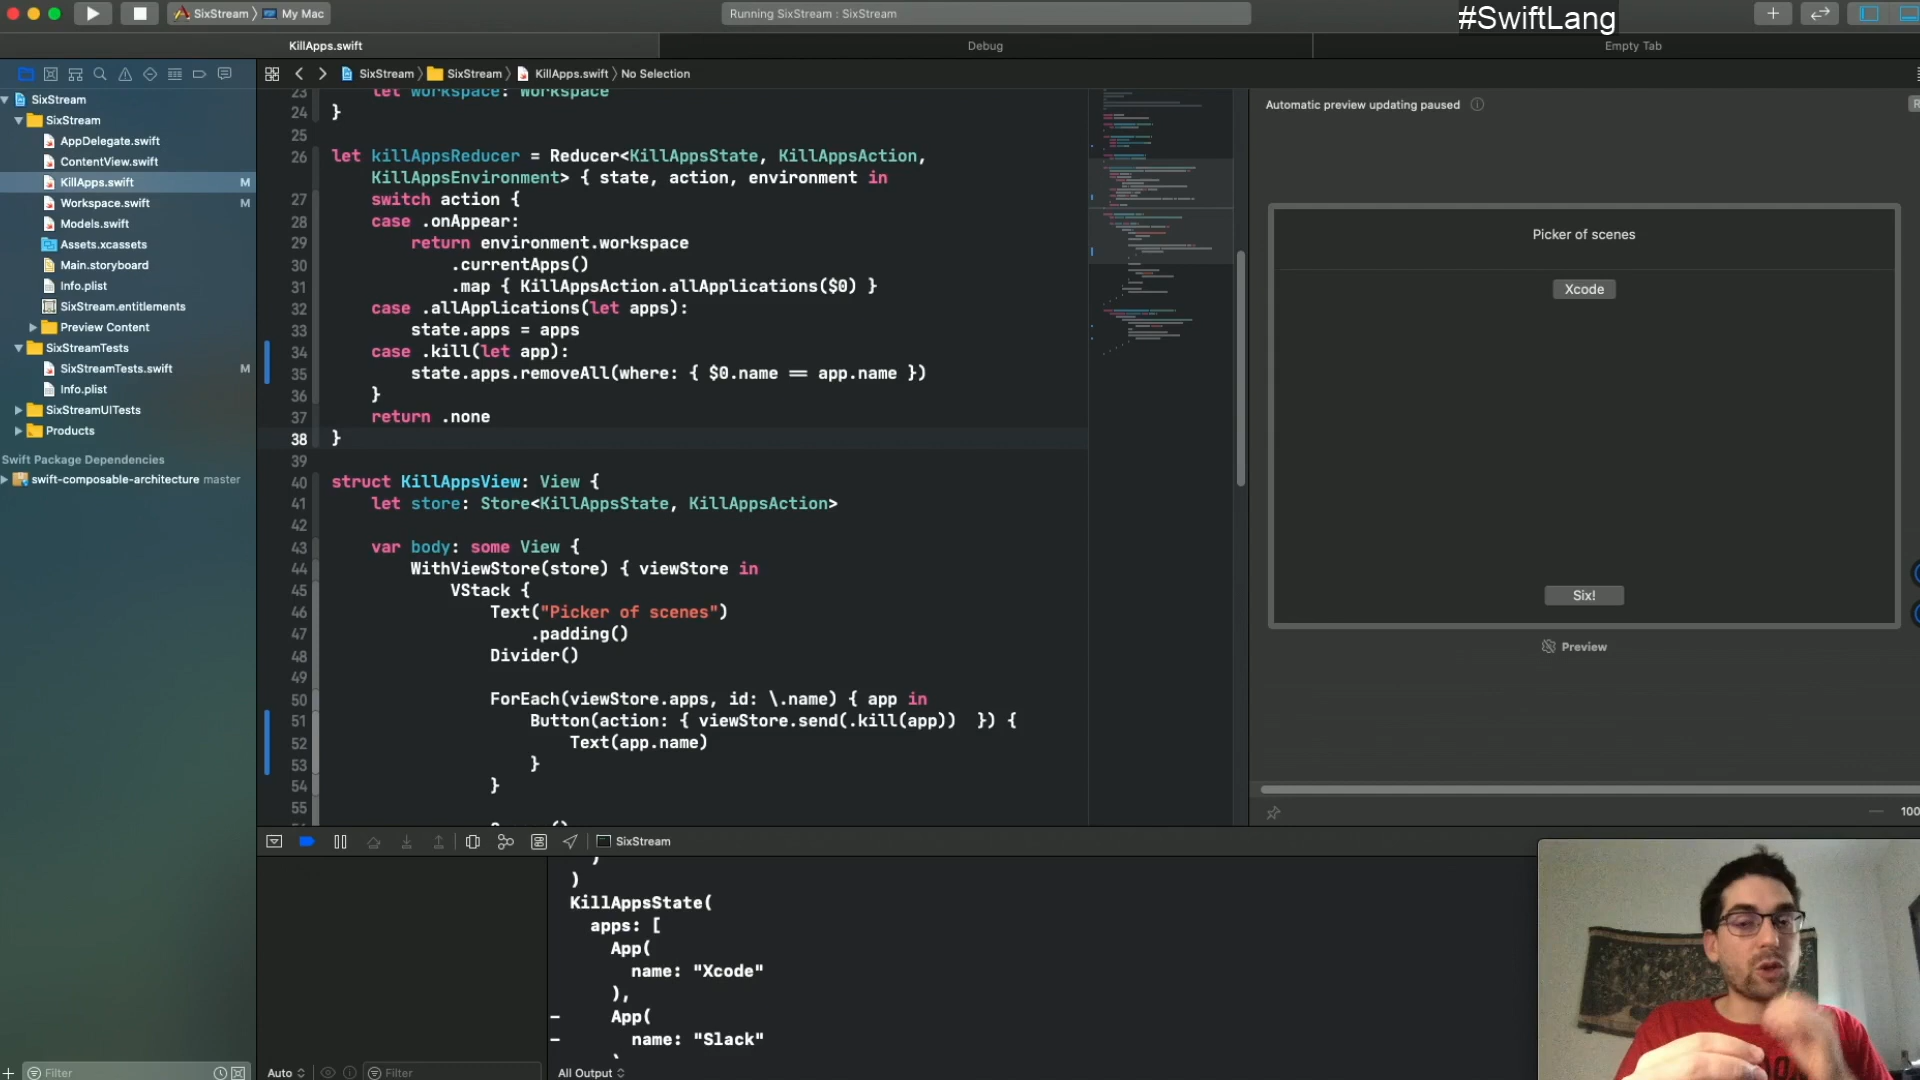 SixStream
My Mac
Running SixStream : SixStream
#SwiftLang
KillApps.swift
Debug
Empty Tab
SixStream
SixStream
KillApps.swift
No Selection
SixStream
SixStream
AppDelegate.swift
ContentView.swift
KillApps.swift M
Workspace.swift M
Models.swift
Assets.xcassets
Main.storyboard
Info.plist
SixStream.entitlements
Preview Content
SixStreamTests
SixStreamTests.swift M
Info.plist
SixStreamUITests
Products
Swift Package Dependencies
swift-composable-architecture master
Filter
23 let workspace: Workspace
24 }
25
26 let killAppsReducer = Reducer<KillAppsState, KillAppsAction,
KillAppsEnvironment> { state, action, environment in
27 switch action {
28 case .onAppear:
29 return environment.workspace
30 .currentApps()
31 .map { KillAppsAction.allApplications($0) }
32 case .allApplications(let apps):
33 state.apps = apps
34 case .kill(let app):
35 state.apps.removeAll(where: { $0.name == app.name })
36 }
37 return .none
38 }
39
40 struct KillAppsView: View {
41 let store: Store<KillAppsState, KillAppsAction>
42
43 var body: some View {
44 WithViewStore(store) { viewStore in
45 VStack {
46 Text("Picker of scenes")
47 .padding()
48 Divider()
49
50 ForEach(viewStore.apps, id: \.name) { app in
51 Button(action: { viewStore.send(.kill(app)) }) {
52 Text(app.name)
53 }
54 }
55
Automatic preview updating paused
Picker of scenes
Xcode
Six!
Preview
100
SixStream
)
KillAppsState(
apps: [
App(
name: "Xcode"
),
- App(
- name: "Slack"
Auto
Filter
All Output